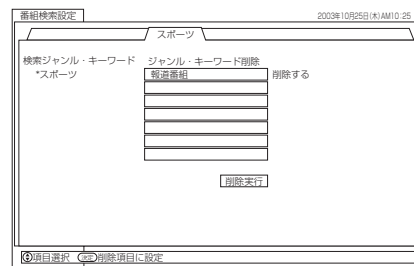 番組検索設定 2003年10月25日(木)AM10:25
スポーツ
検索ジャンル・キーワード ジャンル・キーワード削除
*スポーツ 報道番組 削除する
削除実行
項目選択 決定 削除項目に設定